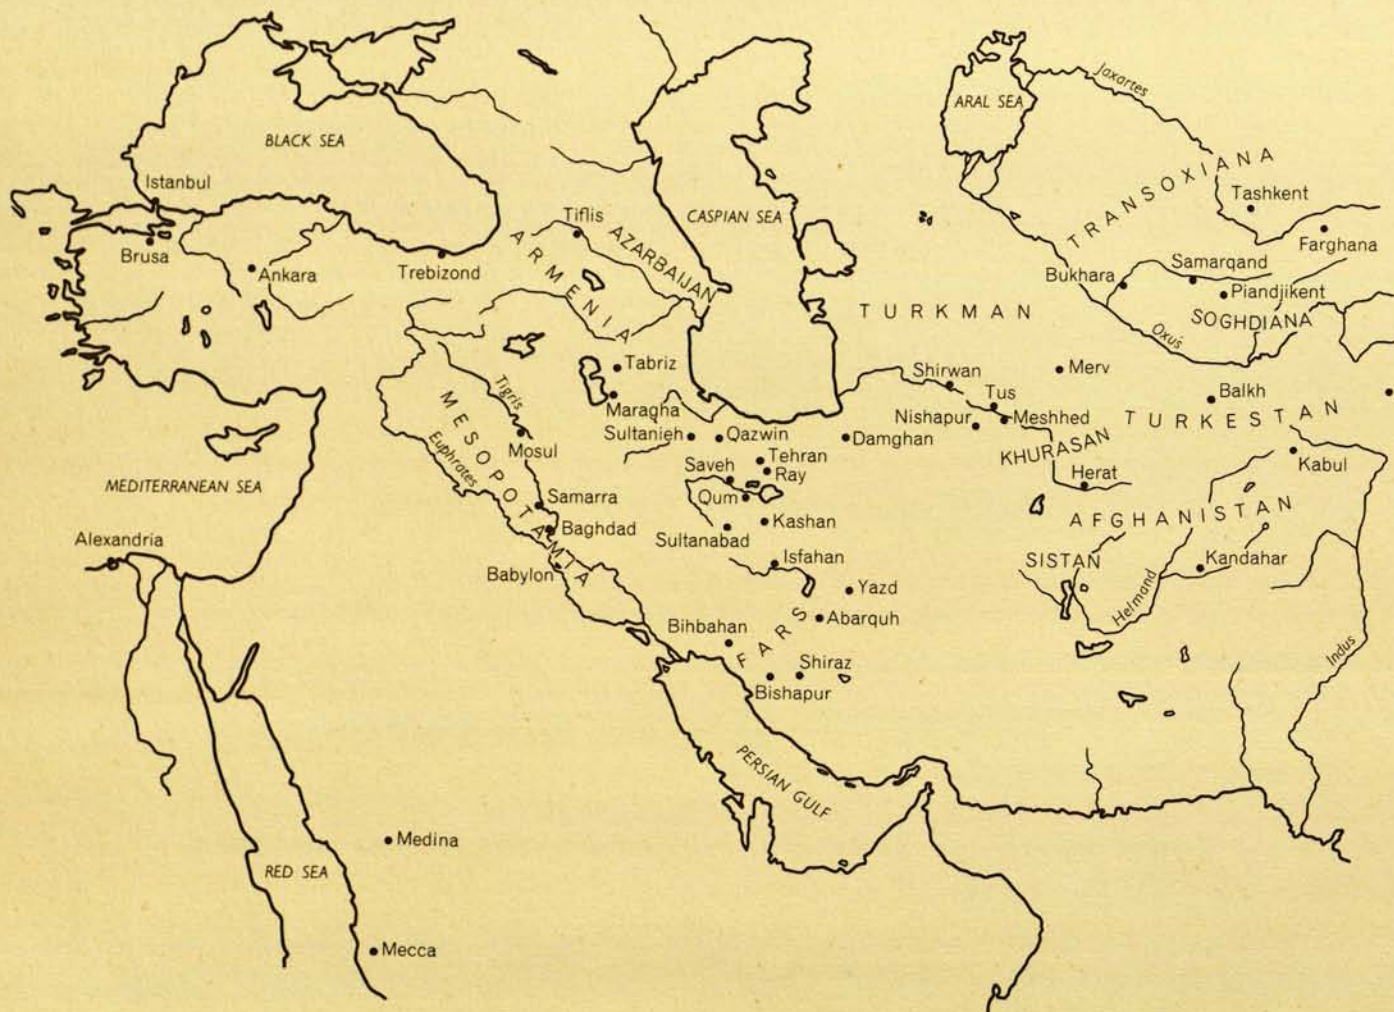 ARAL SEA
Jaxartes
BLACK SEA
TRANSOXIANA
Istanbul
Tashkent
CASPIAN SEA
Tiflis
AZARBAIJAN
ARMENIA
Brusa
Farghana
Ankara
Trebizond
Samarqand
Bukhara
Piandjikent
TURKMAN
SOGHDIANA
Oxus
Tabriz
Shirwan
Merv
Tigris
Tus
Balkh
Maragha
Nishapur
Meshhed
TURKESTAN
MESOPOTAMIA
Sultanieh
Qazwin
Damghan
Mosul
Tehran
KHURASAN
Euphrates
Saveh
Ray
Herat
Kabul
MEDITERRANEAN SEA
Samarra
Qum
AFGHANISTAN
Baghdad
Kashan
Alexandria
Sultanabad
Isfahan
SISTAN
Kandahar
Babylon
Yazd
Helmand
Abarquh
Bihbahan
FARS
Indus
Shiraz
Bishapur
PERSIAN GULF
Medina
RED SEA
Mecca